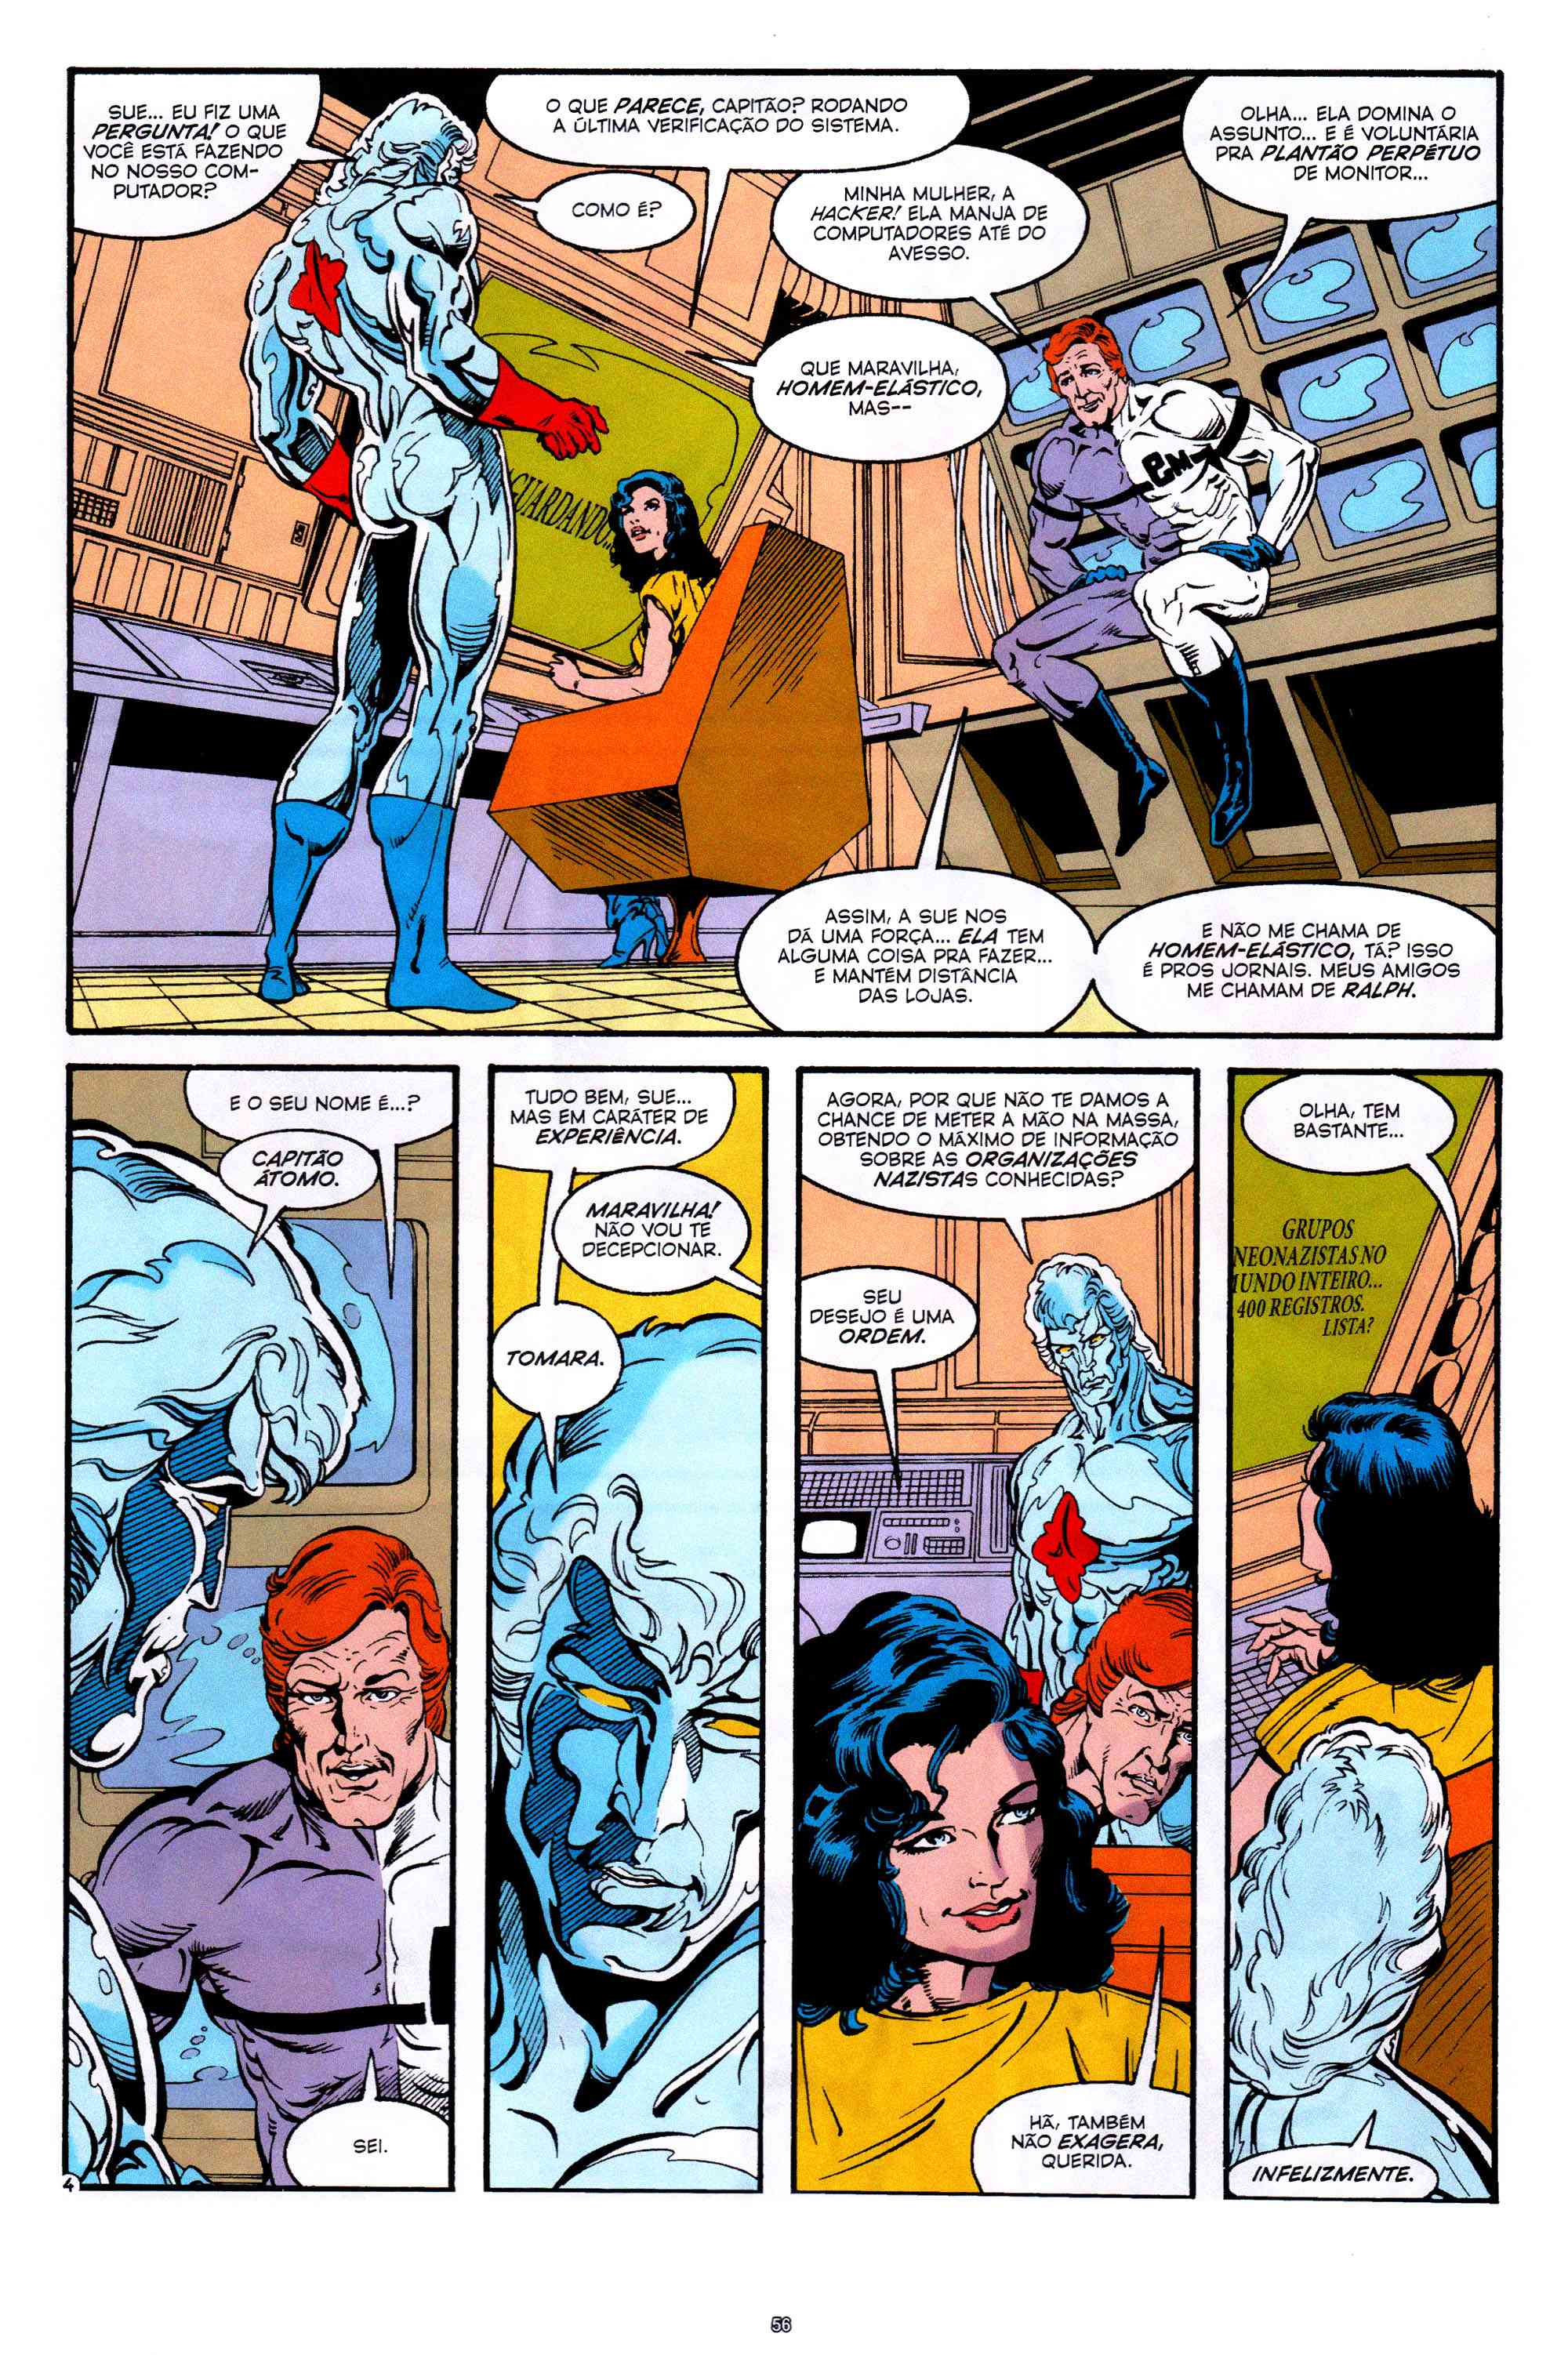 SUE... EU FIZ UMA
PERGUNTA! O QUE
VOCÊ ESTÁ FAZENDO
NO NOSSO COM-
PUTADOR?
O QUE PARECE, CAPITÃO? RODANDO
A ÚLTIMA VERIFICAÇÃO DO SISTEMA.
COMO É?
MINHA MULHER, A
HACKER! ELA MANJA DE
COMPUTADORES ATÉ DO
AVESSO.
OLHA... ELA DOMINA O
ASSUNTO... E É VOLUNTÁRIA
PRA PLANTÃO PERPÉTUO
DE MONITOR...
QUE MARAVILHA,
HOMEM-ELÁSTICO,
MAS--
GUARDANDO...
ASSIM, A SUE NOS
DÁ UMA FORÇA... ELA TEM
ALGUMA COISA PRA FAZER...
E MANTÉM DISTÂNCIA
DAS LOJAS.
E NÃO ME CHAMA DE
HOMEM-ELÁSTICO, TÁ? ISSO
É PROS JORNAIS. MEUS AMIGOS
ME CHAMAM DE RALPH.
E O SEU NOME É...?
CAPITÃO
ÁTOMO.
SEI.
4
TUDO BEM, SUE...
MAS EM CARÁTER DE
EXPERIÊNCIA.
MARAVILHA!
NÃO VOU TE
DECEPCIONAR.
TOMARA.
AGORA, POR QUE NÃO TE DAMOS A
CHANCE DE METER A MÃO NA MASSA,
OBTENDO O MÁXIMO DE INFORMAÇÃO
SOBRE AS ORGANIZAÇÕES
NAZISTAS CONHECIDAS?
SEU
DESEJO É UMA
ORDEM.
HÃ, TAMBÉM
NÃO EXAGERA,
QUERIDA.
OLHA, TEM
BASTANTE...
GRUPOS
NEONAZISTAS NO
MUNDO INTEIRO...
400 REGISTROS.
LISTA?
INFELIZMENTE.
56